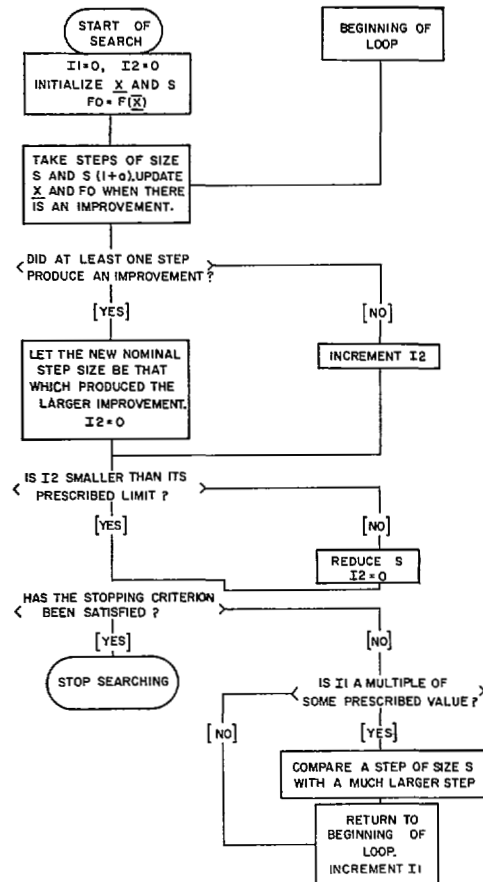 START OF
SEARCH
BEGINNING OF
LOOP
I1=0, I2=0
INITIALIZE X AND S
FO = F(X)
TAKE STEPS OF SIZE
S AND S (1+a). UPDATE
X AND FO WHEN THERE
IS AN IMPROVEMENT.
DID AT LEAST ONE STEP
PRODUCE AN IMPROVEMENT?
[YES]
[NO]
LET THE NEW NOMINAL
STEP SIZE BE THAT
WHICH PRODUCED THE
LARGER IMPROVEMENT.
I2=0
INCREMENT I2
IS I2 SMALLER THAN ITS
PRESCRIBED LIMIT ?
[YES]
[NO]
REDUCE S
I2=0
HAS THE STOPPING CRITERION
BEEN SATISFIED ?
[YES]
[NO]
STOP SEARCHING
IS I1 A MULTIPLE OF
SOME PRESCRIBED VALUE?
[NO]
[YES]
COMPARE A STEP OF SIZE S
WITH A MUCH LARGER STEP
RETURN TO
BEGINNING OF
LOOP.
INCREMENT I1